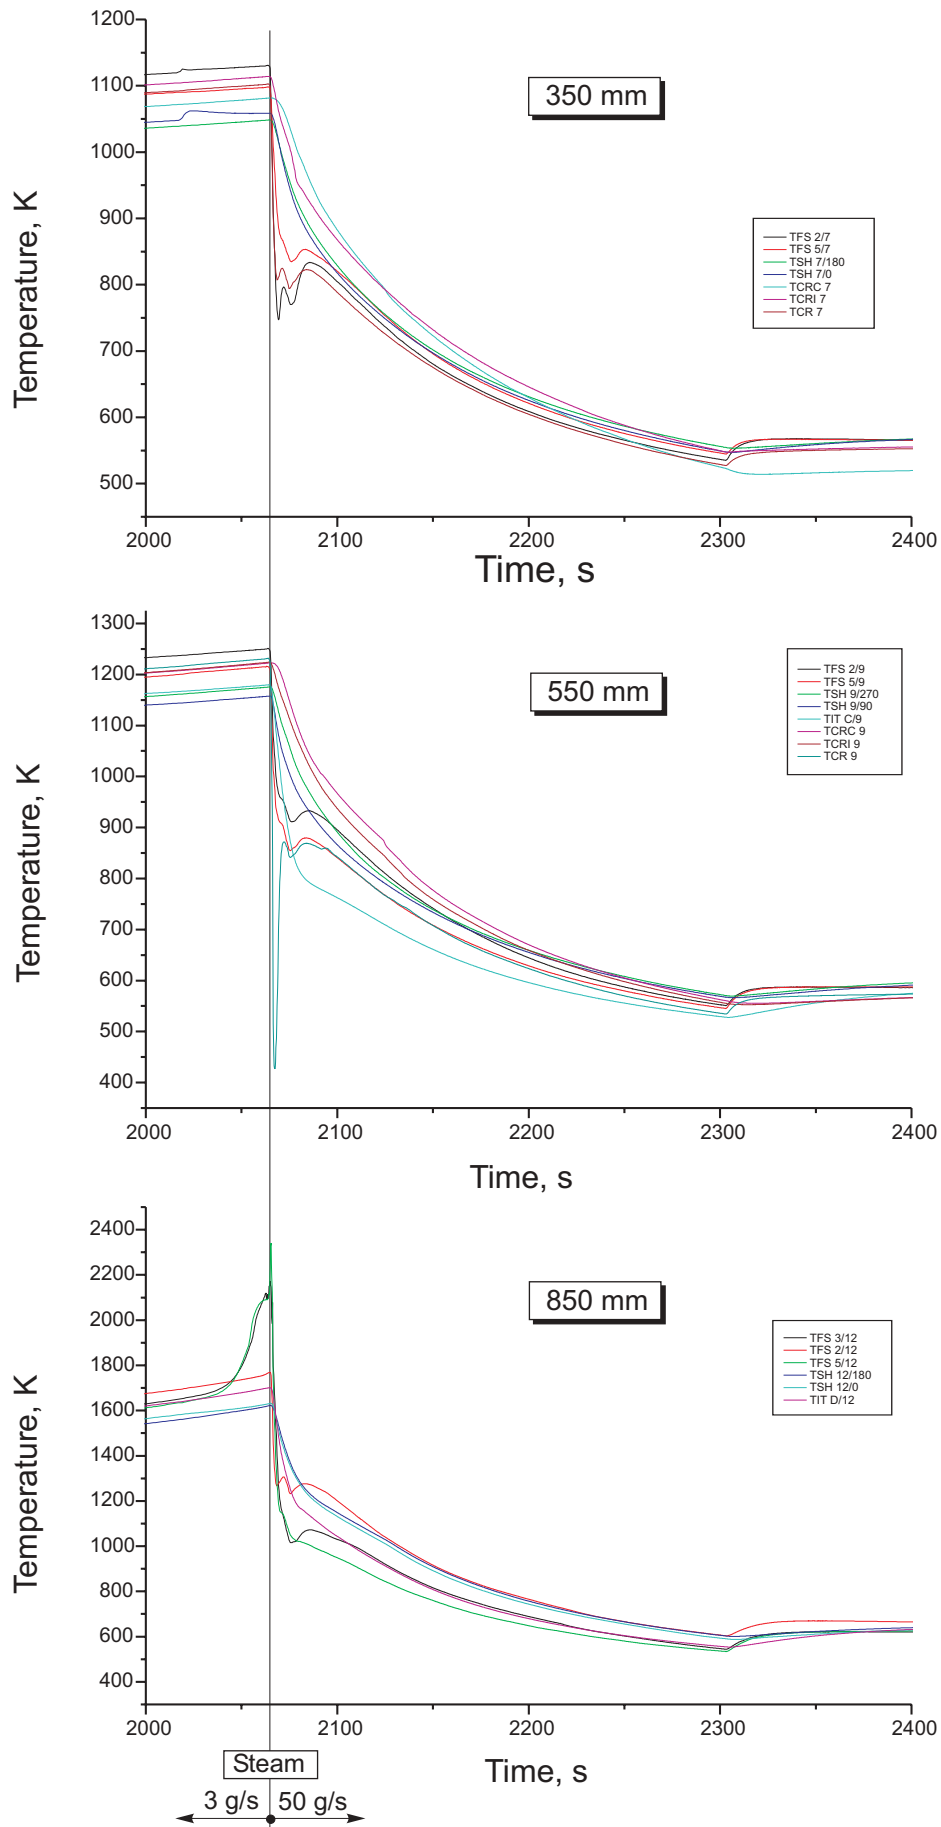 1200
1100
1000
900
800
700
600
500
2000
2100
2200
2300
2400
Temperature, K
Time, s
350 mm
TFS 2/7
TFS 5/7
TSH 7/180
TSH 7/0
TCRC 7
TCRI 7
TCR 7
1300
1200
1100
1000
900
800
700
600
500
400
2000
2100
2200
2300
2400
Temperature, K
Time, s
550 mm
TFS 2/9
TFS 5/9
TSH 9/270
TSH 9/90
TIT C/9
TCRC 9
TCRI 9
TCR 9
2400
2200
2000
1800
1600
1400
1200
1000
800
600
400
2000
2100
2200
2300
2400
Temperature, K
Time, s
850 mm
TFS 3/12
TFS 2/12
TFS 5/12
TSH 12/180
TSH 12/0
TIT D/12
Steam
3 g/s
50 g/s